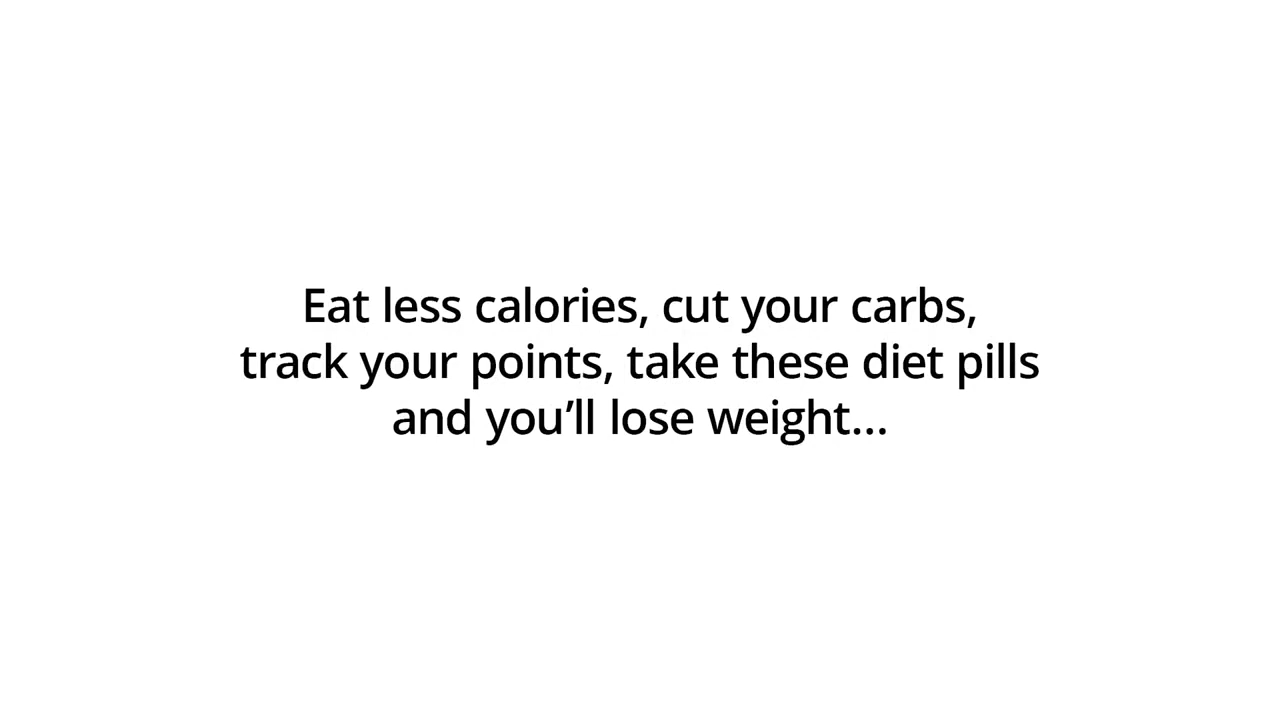 Eat less calories, cut your carbs,
track your points, take these diet pills
and you’ll lose weight...